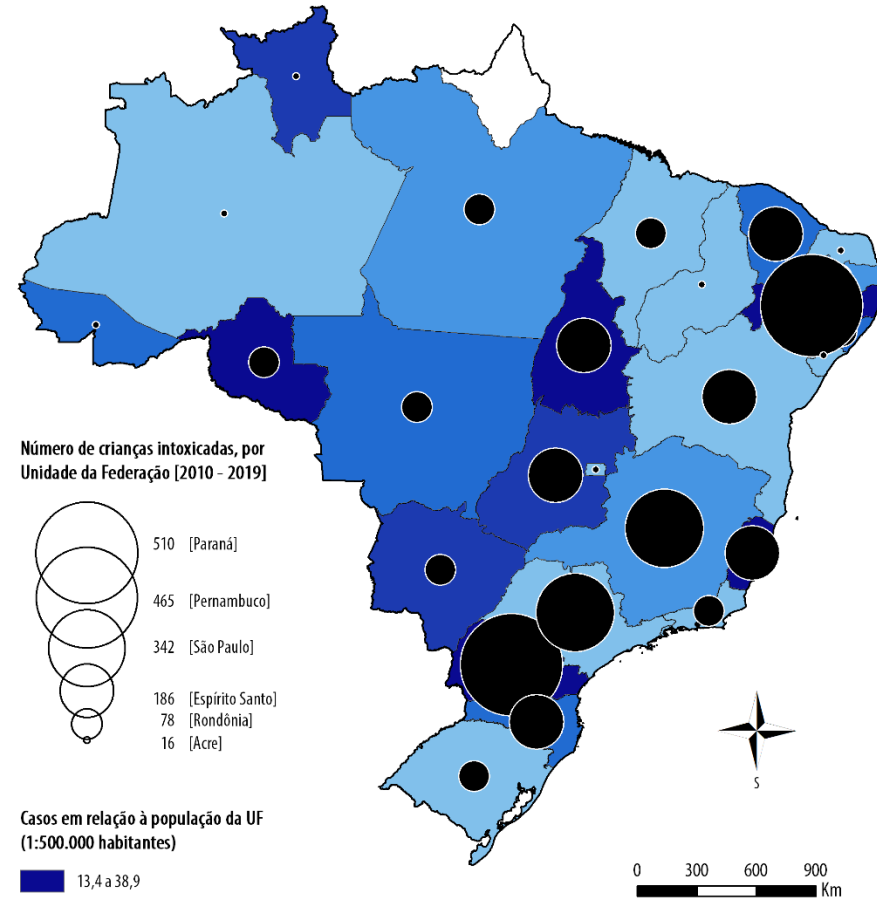 Número de crianças intoxicadas, por
Unidade da Federação [2010 - 2019]
510 [Paraná]
465 [Pernambuco]
342 [São Paulo]
186 [Espírito Santo]
78 [Rondônia]
16 [Acre]
Casos em relação à população da UF
(1:500.000 habitantes)
13,4 a 38,9
S
0 300 600 900
Km